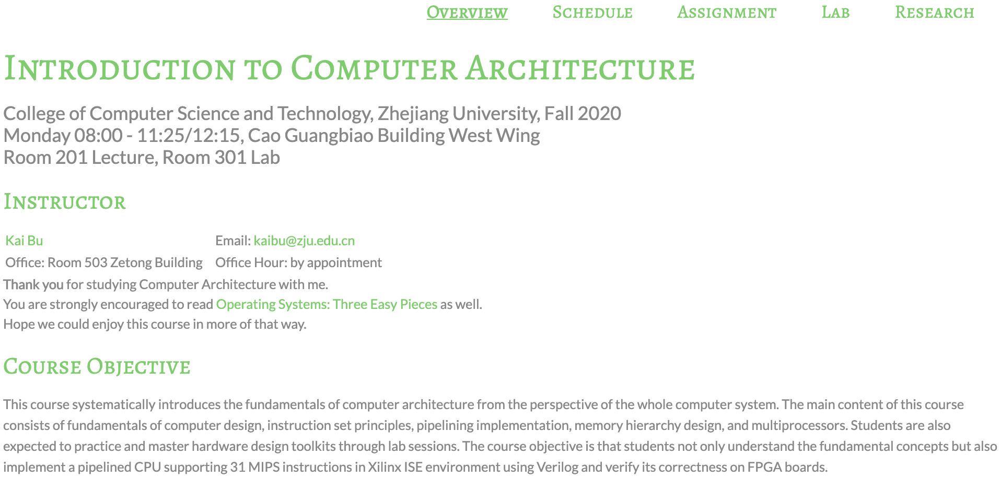 Overview Schedule Assignment Lab Research
Introduction to Computer Architecture
College of Computer Science and Technology, Zhejiang University, Fall 2020
Monday 08:00 - 11:25/12:15, Cao Guangbiao Building West Wing
Room 201 Lecture, Room 301 Lab
Instructor
Kai Bu Email: kaibu@zju.edu.cn
Office: Room 503 Zetong Building Office Hour: by appointment
Thank you for studying Computer Architecture with me.
You are strongly encouraged to read Operating Systems: Three Easy Pieces as well.
Hope we could enjoy this course in more of that way.
Course Objective
This course systematically introduces the fundamentals of computer architecture from the perspective of the whole computer system. The main content of this course
consists of fundamentals of computer design, instruction set principles, pipelining implementation, memory hierarchy design, and multiprocessors. Students are also
expected to practice and master hardware design toolkits through lab sessions. The course objective is that students not only understand the fundamental concepts but also
implement a pipelined CPU supporting 31 MIPS instructions in Xilinx ISE environment using Verilog and verify its correctness on FPGA boards.